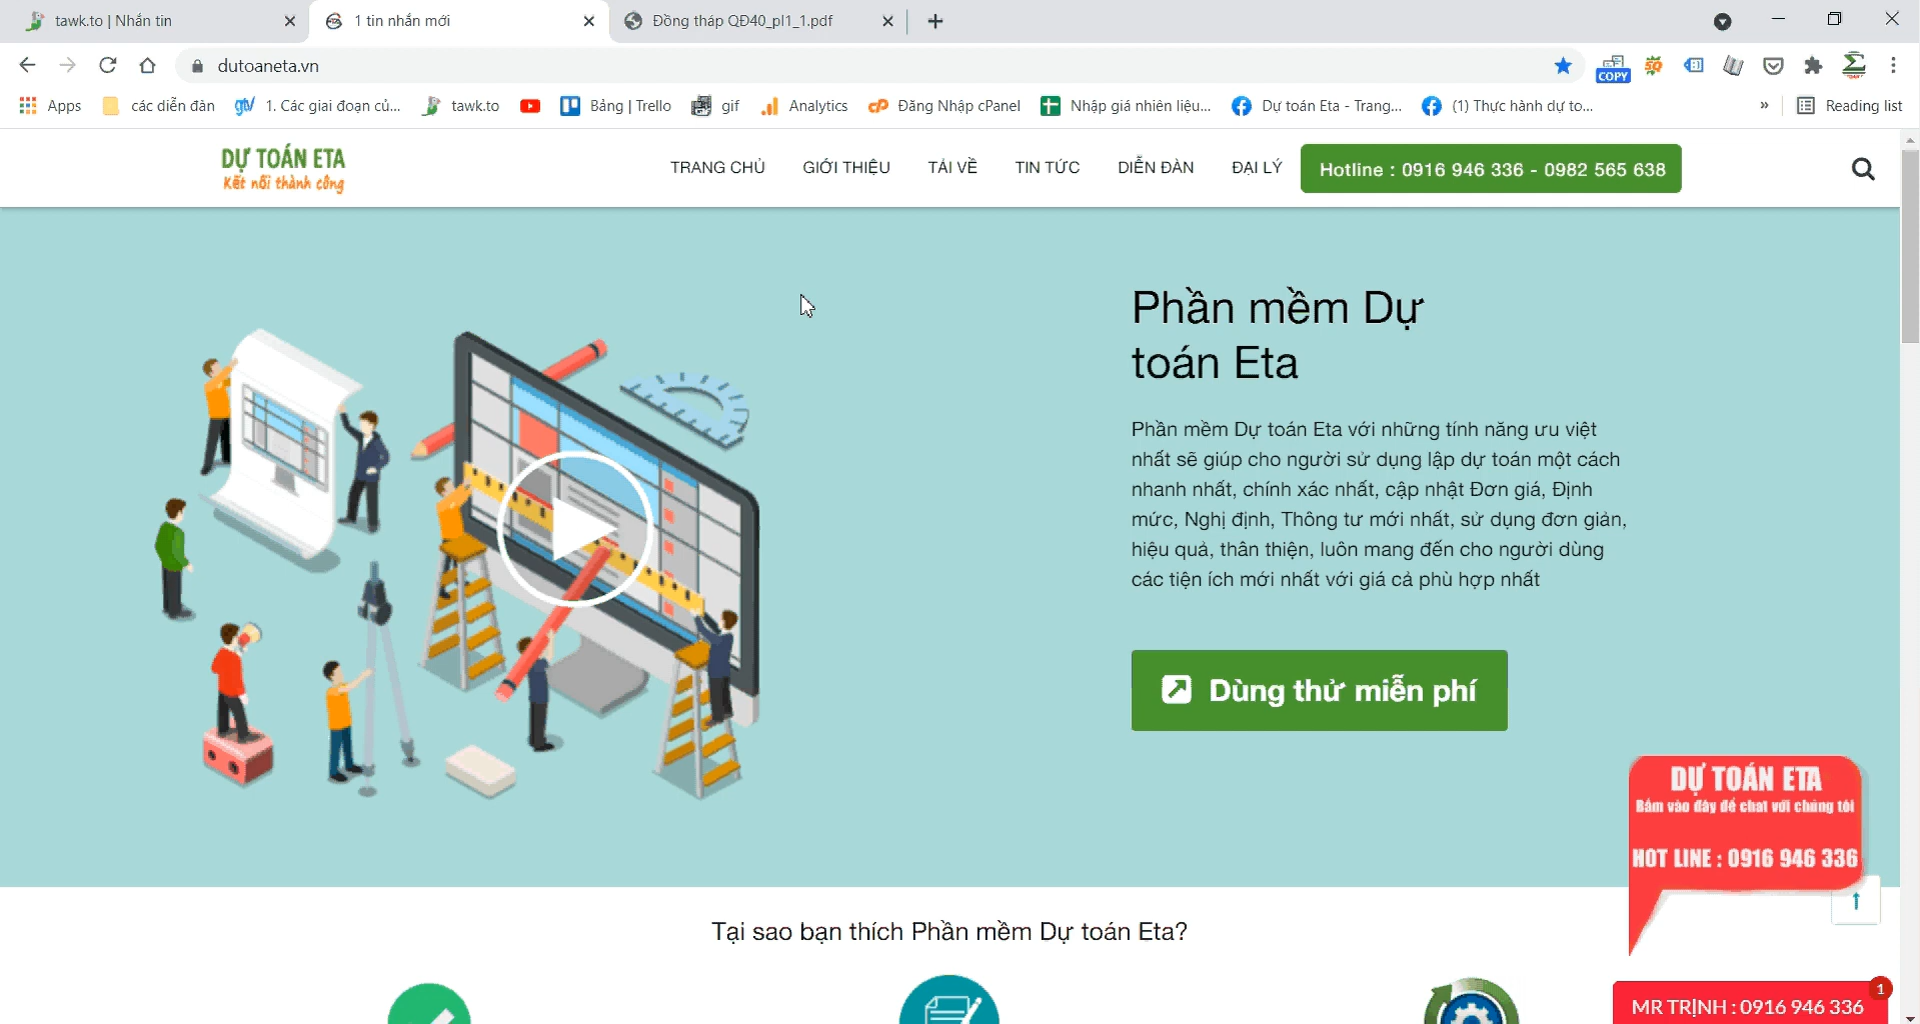 tawk.to | Nhắn tin
1 tin nhắn mới
Đồng tháp QĐ40_pl1_1.pdf
dutoaneta.vn
COPY
Apps
các diễn đàn
1. Các giai đoạn củ...
tawk.to
Bảng | Trello
gif
Analytics
Đăng Nhập cPanel
Nhập giá nhiên liệu...
Dự toán Eta - Trang...
(1) Thực hành dự to...
»
Reading list
DỰ TOÁN ETA
Kết nối thành công
TRANG CHỦ
GIỚI THIỆU
TẢI VỀ
TIN TỨC
DIỄN ĐÀN
ĐẠI LÝ
Hotline : 0916 946 336 - 0982 565 638
Phần mềm Dự
toán Eta
Phần mềm Dự toán Eta với những tính năng ưu việt
nhất sẽ giúp cho người sử dụng lập dự toán một cách
nhanh nhất, chính xác nhất, cập nhật Đơn giá, Định
mức, Nghị định, Thông tư mới nhất, sử dụng đơn giản,
hiệu quả, thân thiện, luôn mang đến cho người dùng
các tiện ích mới nhất với giá cả phù hợp nhất
Dùng thử miễn phí
DỰ TOÁN ETA
Bấm vào đây để chat với chúng tôi
HOT LINE : 0916 946 336
Tại sao bạn thích Phần mềm Dự toán Eta?
1
MR TRỊNH : 0916 946 336